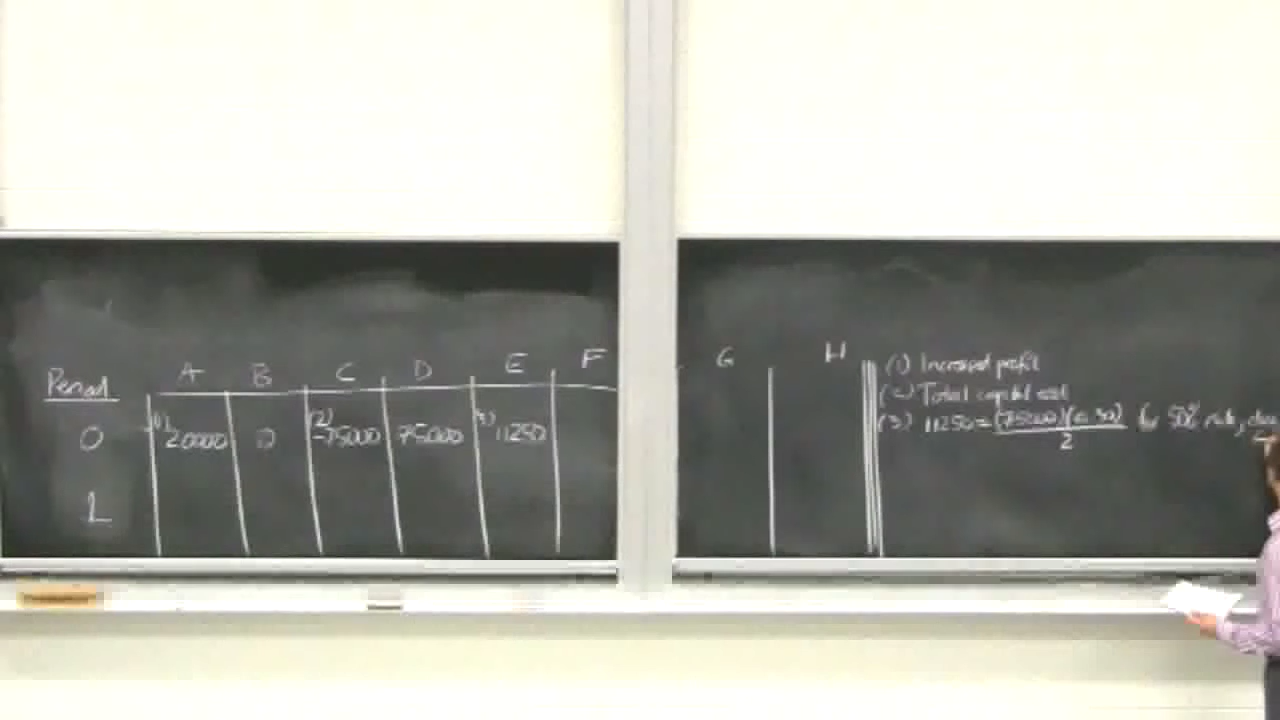 A B C D E F G H
Period
0 (1) 20000 0 (2) -75000 75000 (3) 11250
1
(1) Increased profit
(2) Total capital cost
(3) 11250 = (75000)(0.30) for 50% rule, class
2